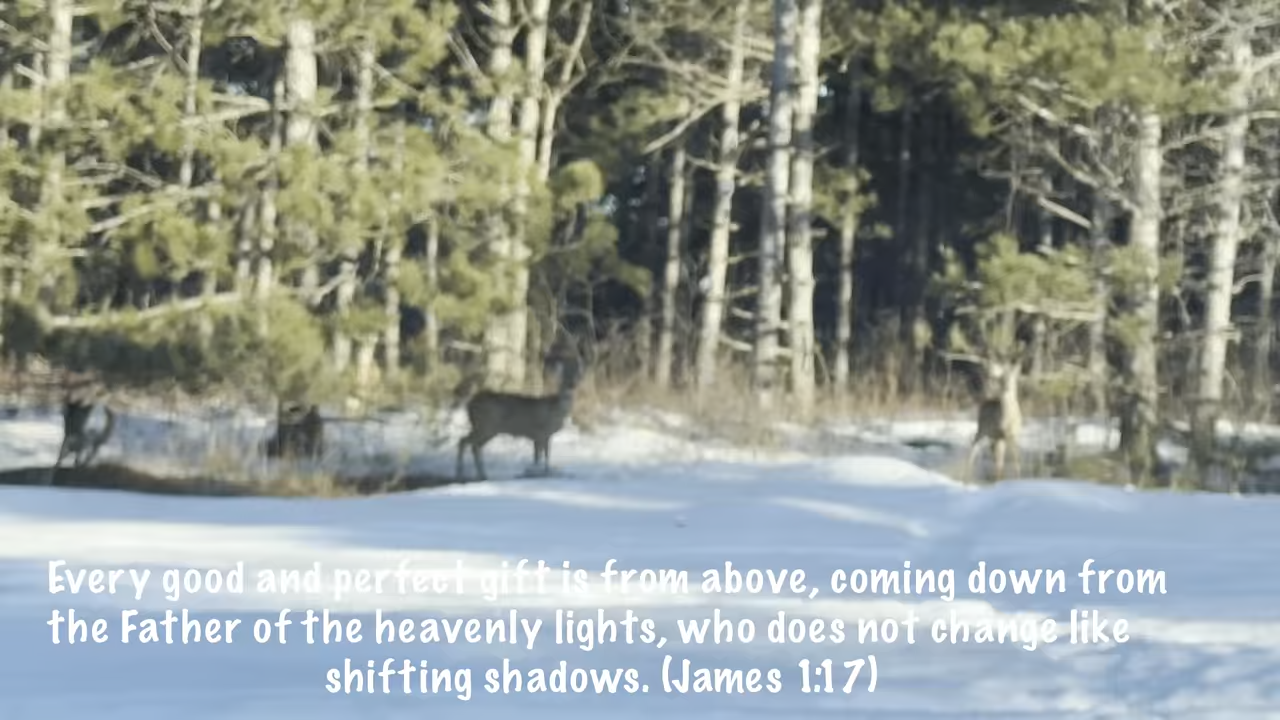 Every good and perfect gift is from above, coming down from
the Father of the heavenly lights, who does not change like
shifting shadows. (James 1:17)